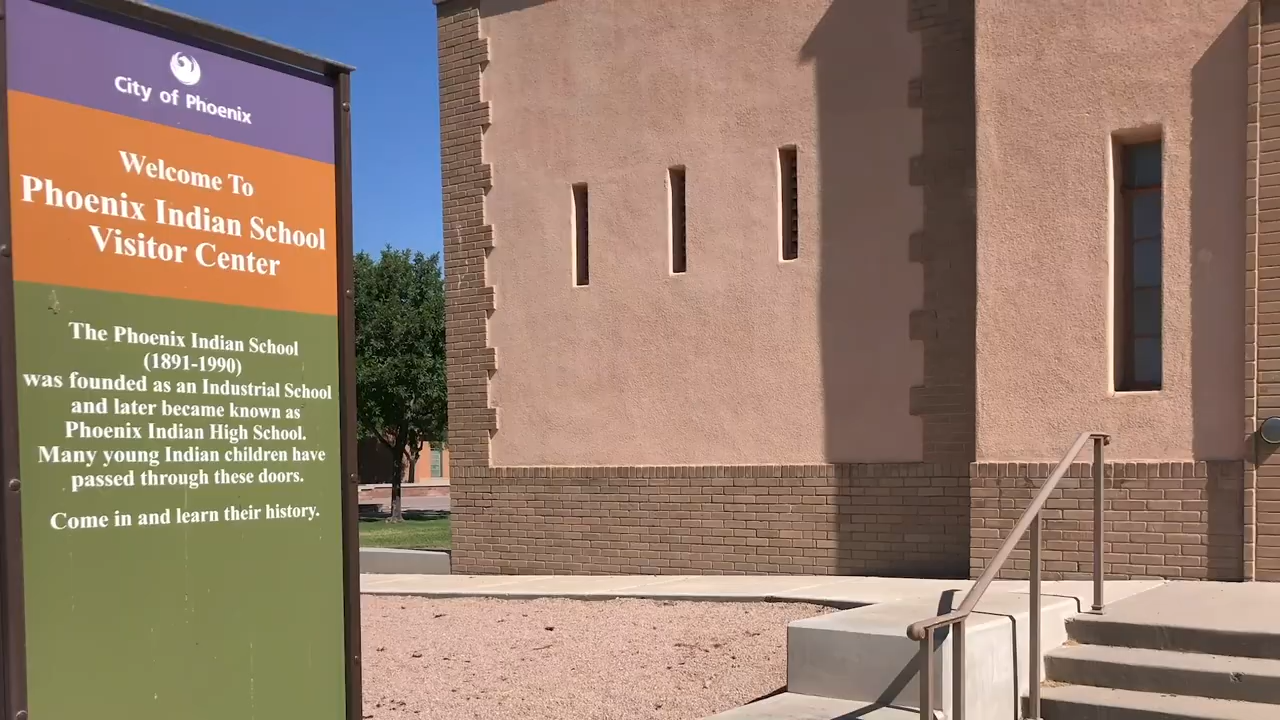 City of Phoenix
Welcome To
Phoenix Indian School
Visitor Center
The Phoenix Indian School
(1891-1990)
was founded as an Industrial School
and later became known as
Phoenix Indian High School.
Many young Indian children have
passed through these doors.
Come in and learn their history.